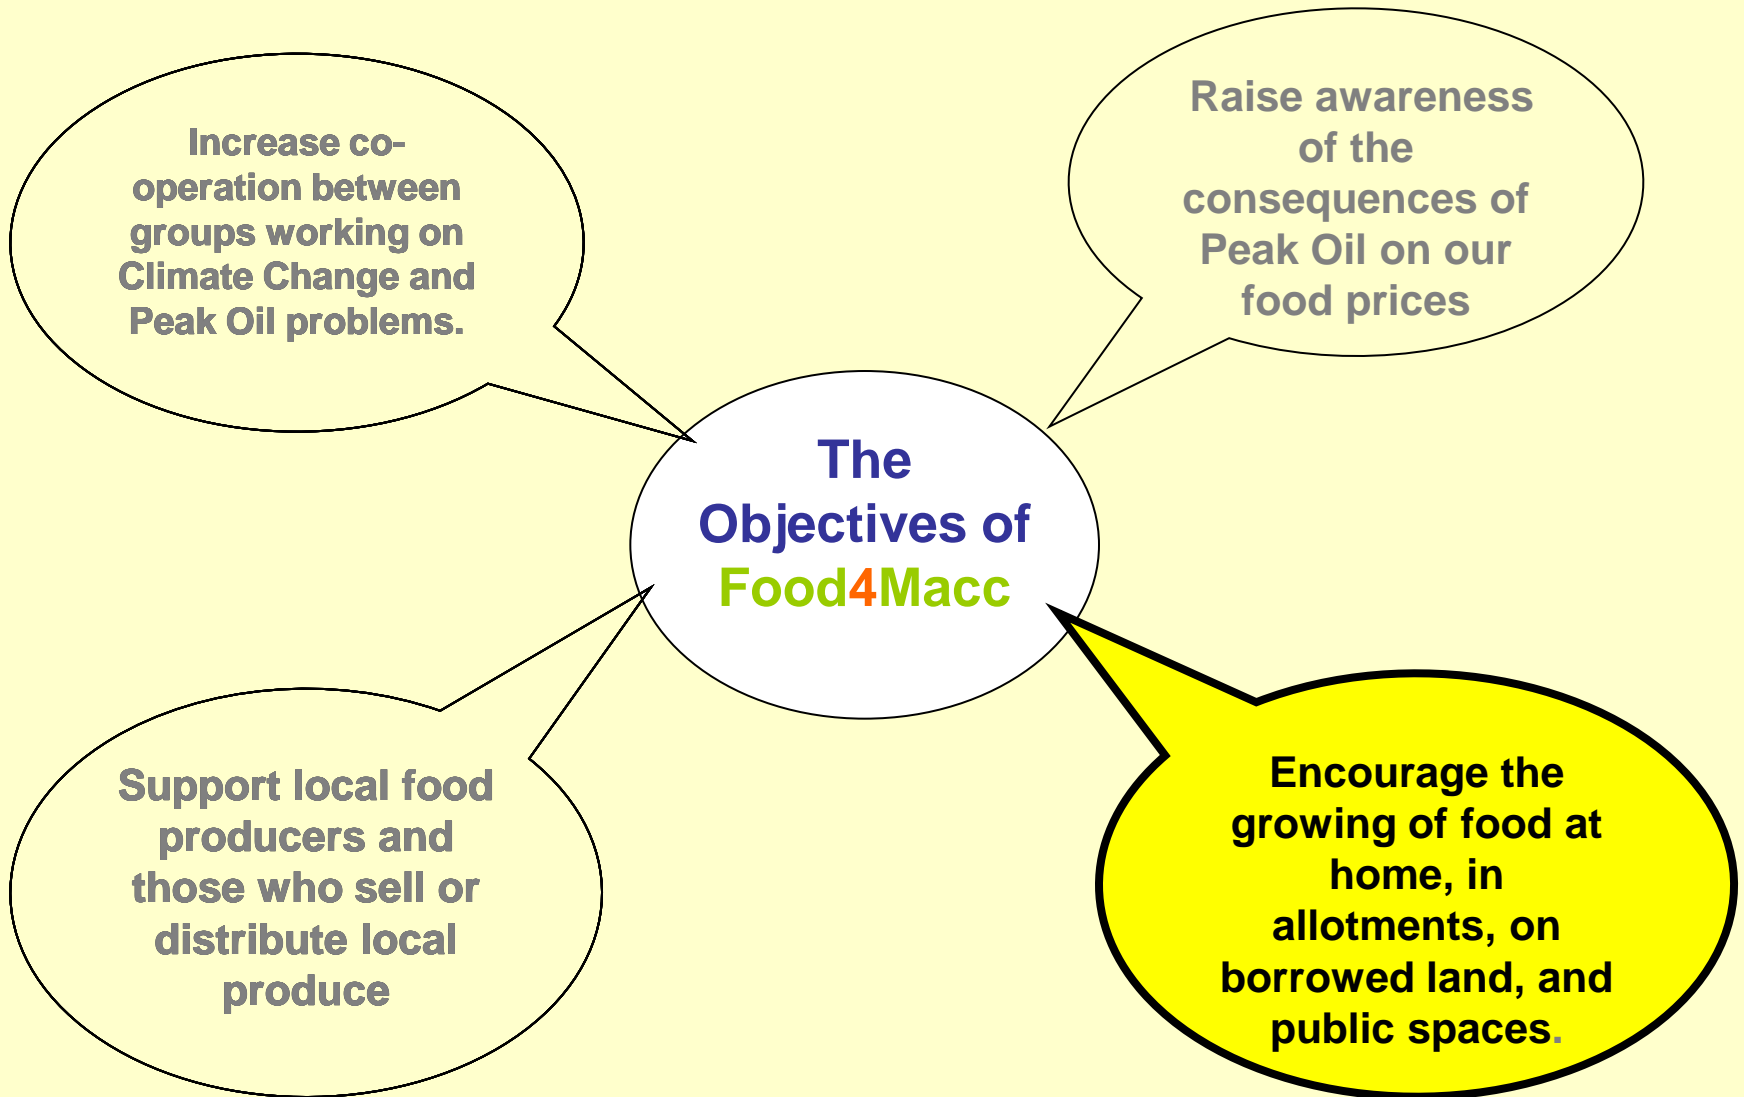 Increase co-
operation between
groups working on
Climate Change and
Peak Oil problems.
Raise awareness
of the
consequences of
Peak Oil on our
food prices
The
Objectives of
Food4Macc
Support local food
producers and
those who sell or
distribute local
produce
Encourage the
growing of food at
home, in
allotments, on
borrowed land, and
public spaces.